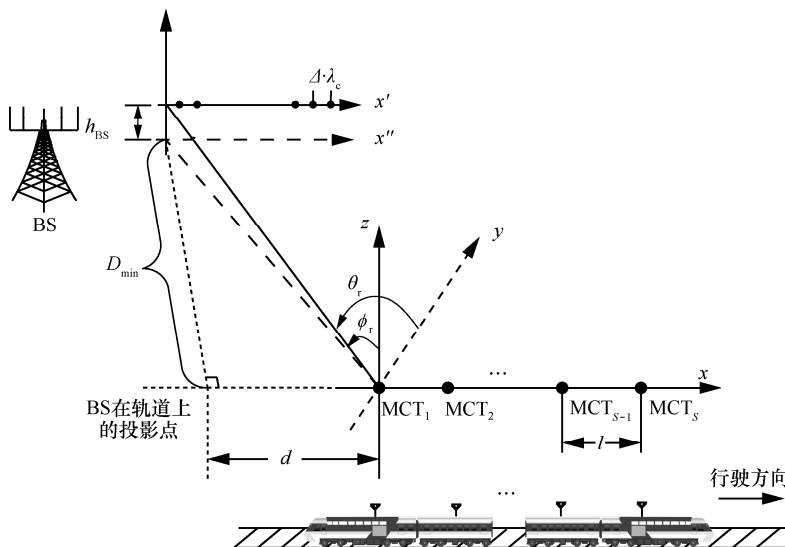 Δ·λc
x′
hBS
x″
BS
z
y
Dmin
θr
ϕr
...
x
BS在轨道上
的投影点
MCT1
MCT2
MCTS−1
MCTS
d
l
...
行驶方向